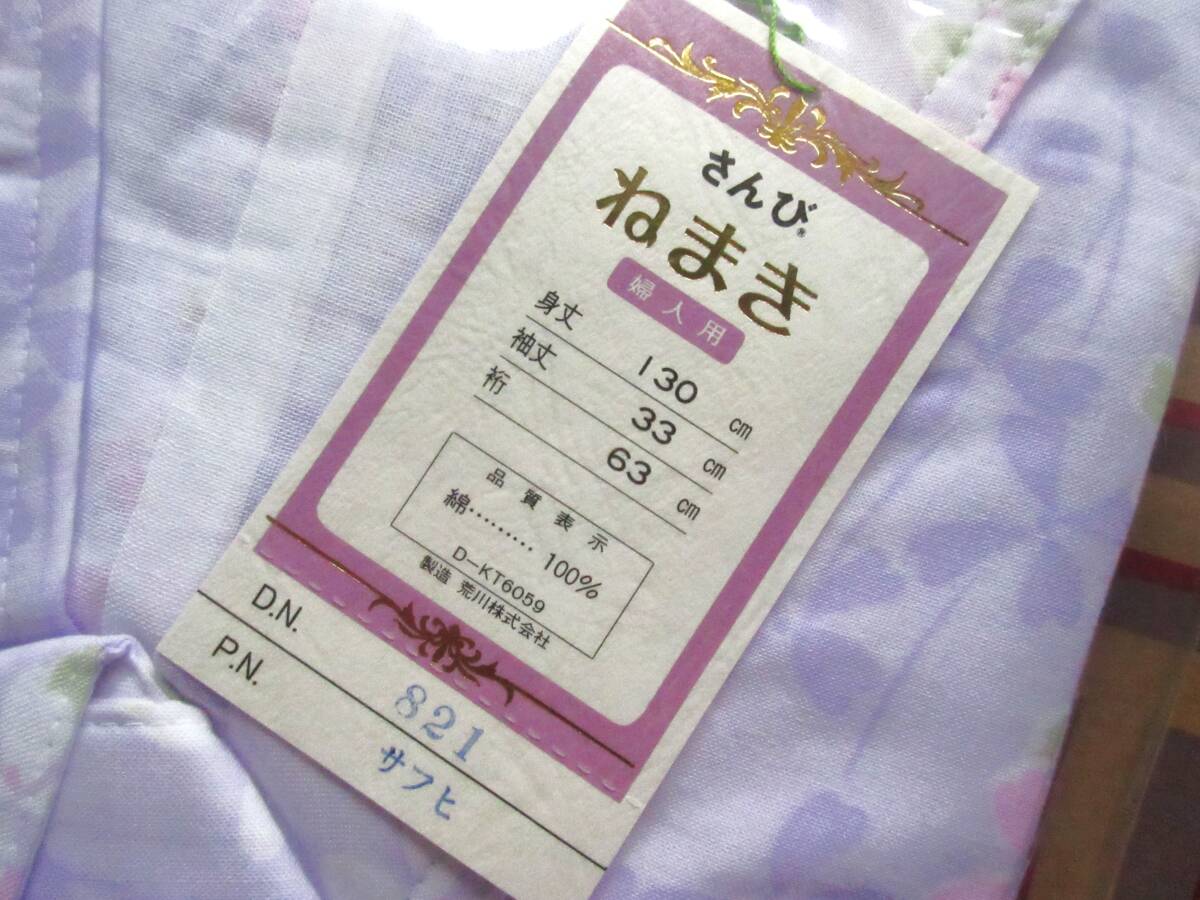 さんび®
ねまき
婦人用
身丈 130 cm
袖丈 33 cm
裄 63 cm
品質表示
綿‥‥‥‥ 100%
D-KT6059
製造 荒川株式会社
D.N. 821
P.N. サフヒ